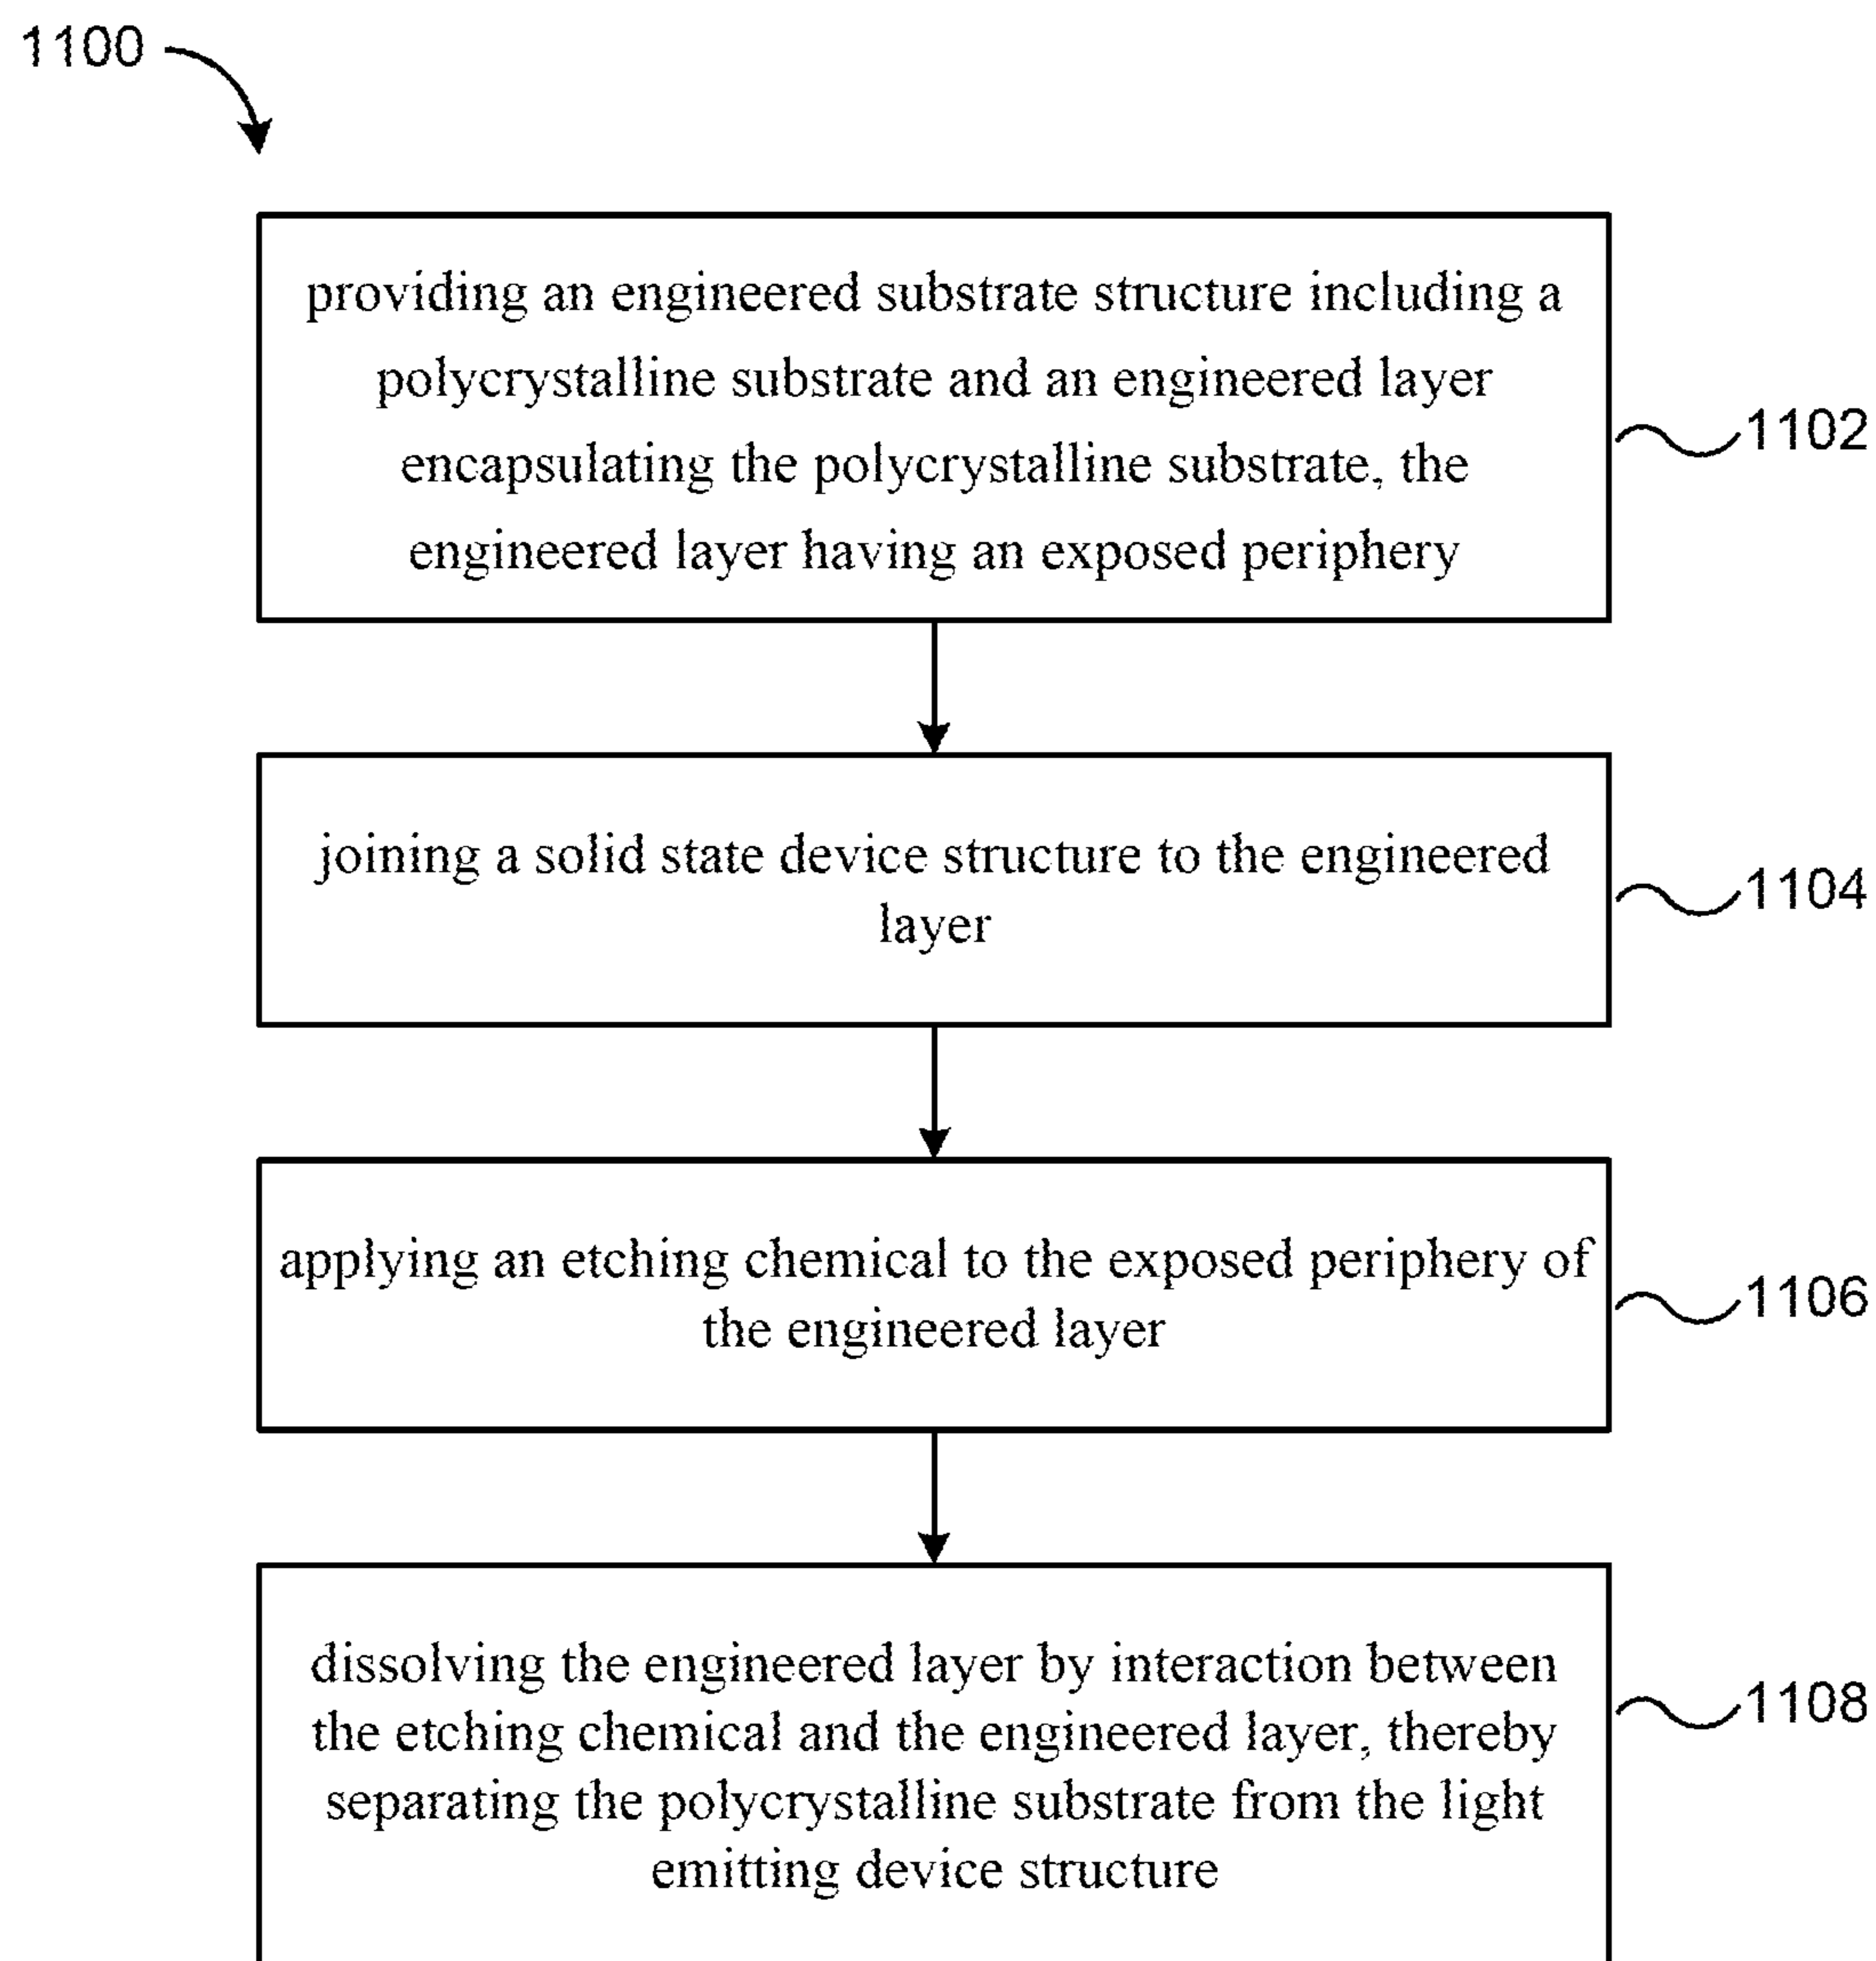 1100
providing an engineered substrate structure including a
polycrystalline substrate and an engineered layer
encapsulating the polycrystalline substrate, the
engineered layer having an exposed periphery
1102
joining a solid state device structure to the engineered
layer
1104
applying an etching chemical to the exposed periphery of
the engineered layer
1106
dissolving the engineered layer by interaction between
the etching chemical and the engineered layer, thereby
separating the polycrystalline substrate from the light
emitting device structure
1108